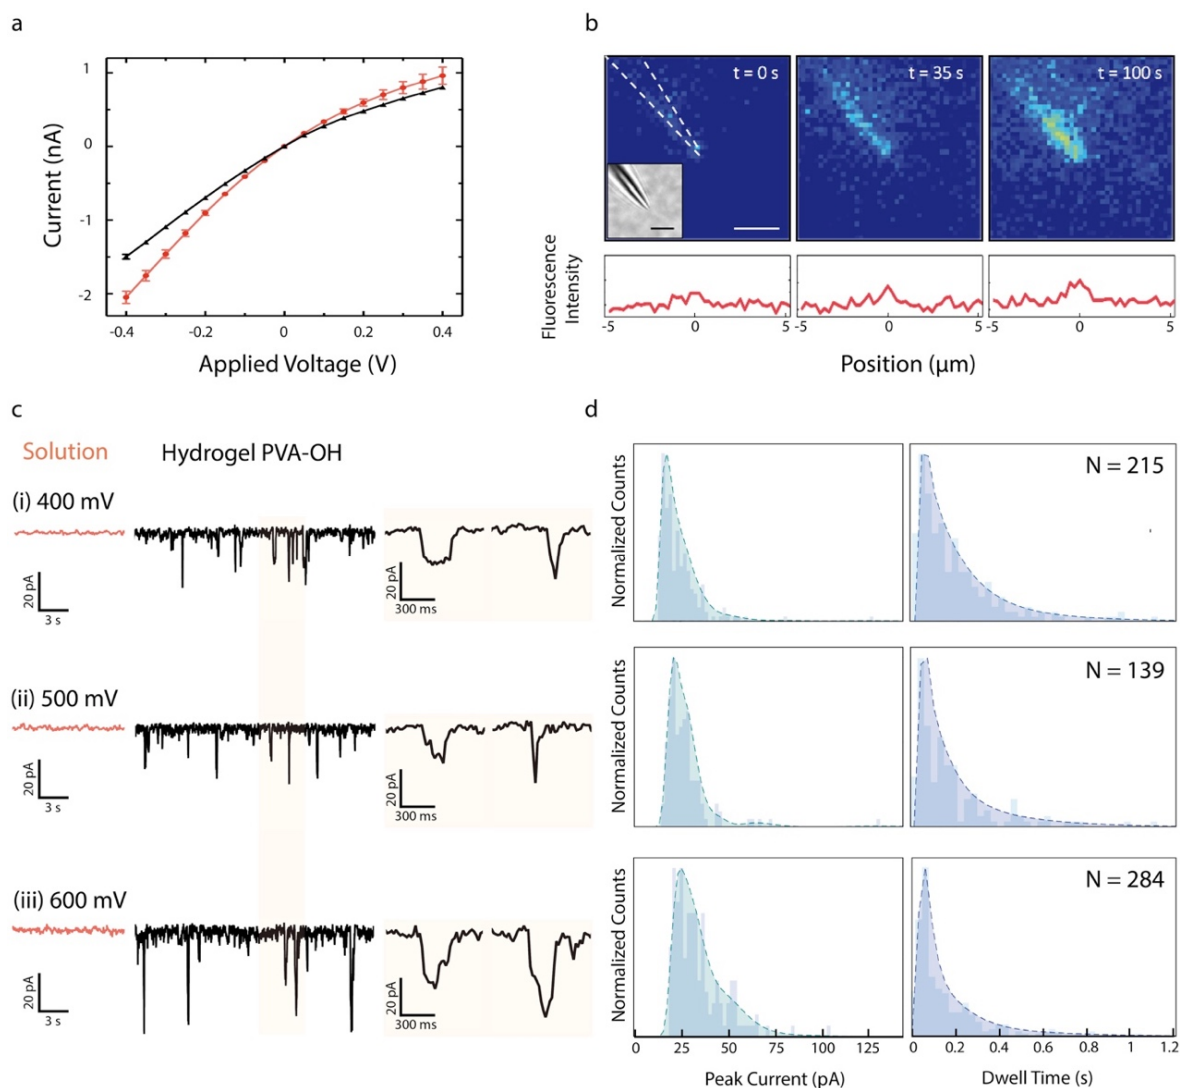 a
1
0
-1
-2
Current (nA)
-0.4
-0.2
0
0.2
0.4
Applied Voltage (V)
b
t = 0 s
t = 35 s
t = 100 s
Fluorescence
Intensity
-5
0
5
-5
0
5
-5
0
5
Position (µm)
c
Solution
Hydrogel PVA-OH
(i) 400 mV
20 pA
3 s
20 pA
300 ms
(ii) 500 mV
20 pA
3 s
20 pA
300 ms
(iii) 600 mV
20 pA
3 s
20 pA
300 ms
d
Normalized Counts
N = 215
Normalized Counts
N = 139
Normalized Counts
N = 284
0
25
50
75
100
125
Peak Current (pA)
0
0.2
0.4
0.6
0.8
1
1.2
Dwell Time (s)